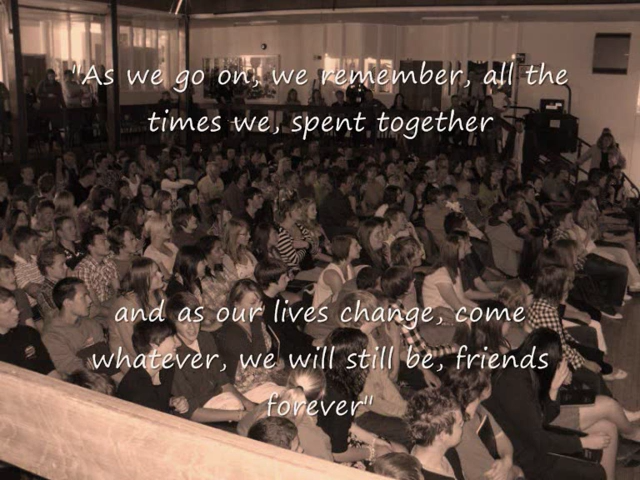 "As we go on, we remember, all the
times we, spent together
and as our lives change, come
whatever, we will still be, friends
forever"